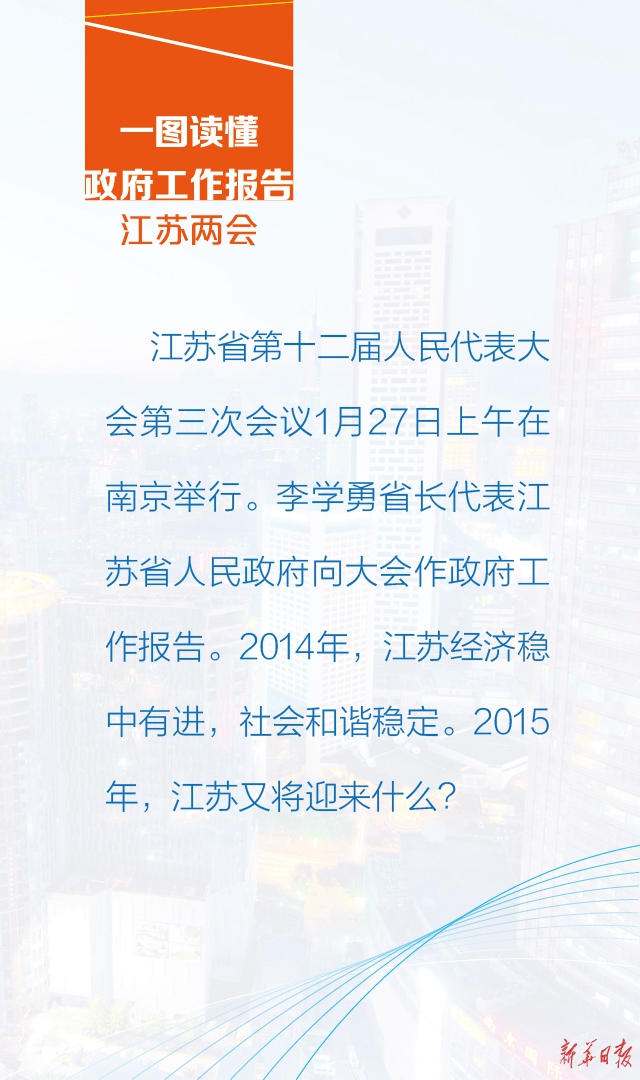 一图读懂
政府工作报告
江苏两会
江苏省第十二届人民代表大
会第三次会议1月27日上午在
南京举行。李学勇省长代表江
苏省人民政府向大会作政府工
作报告。2014年，江苏经济稳
中有进，社会和谐稳定。2015
年，江苏又将迎来什么？
新华日报